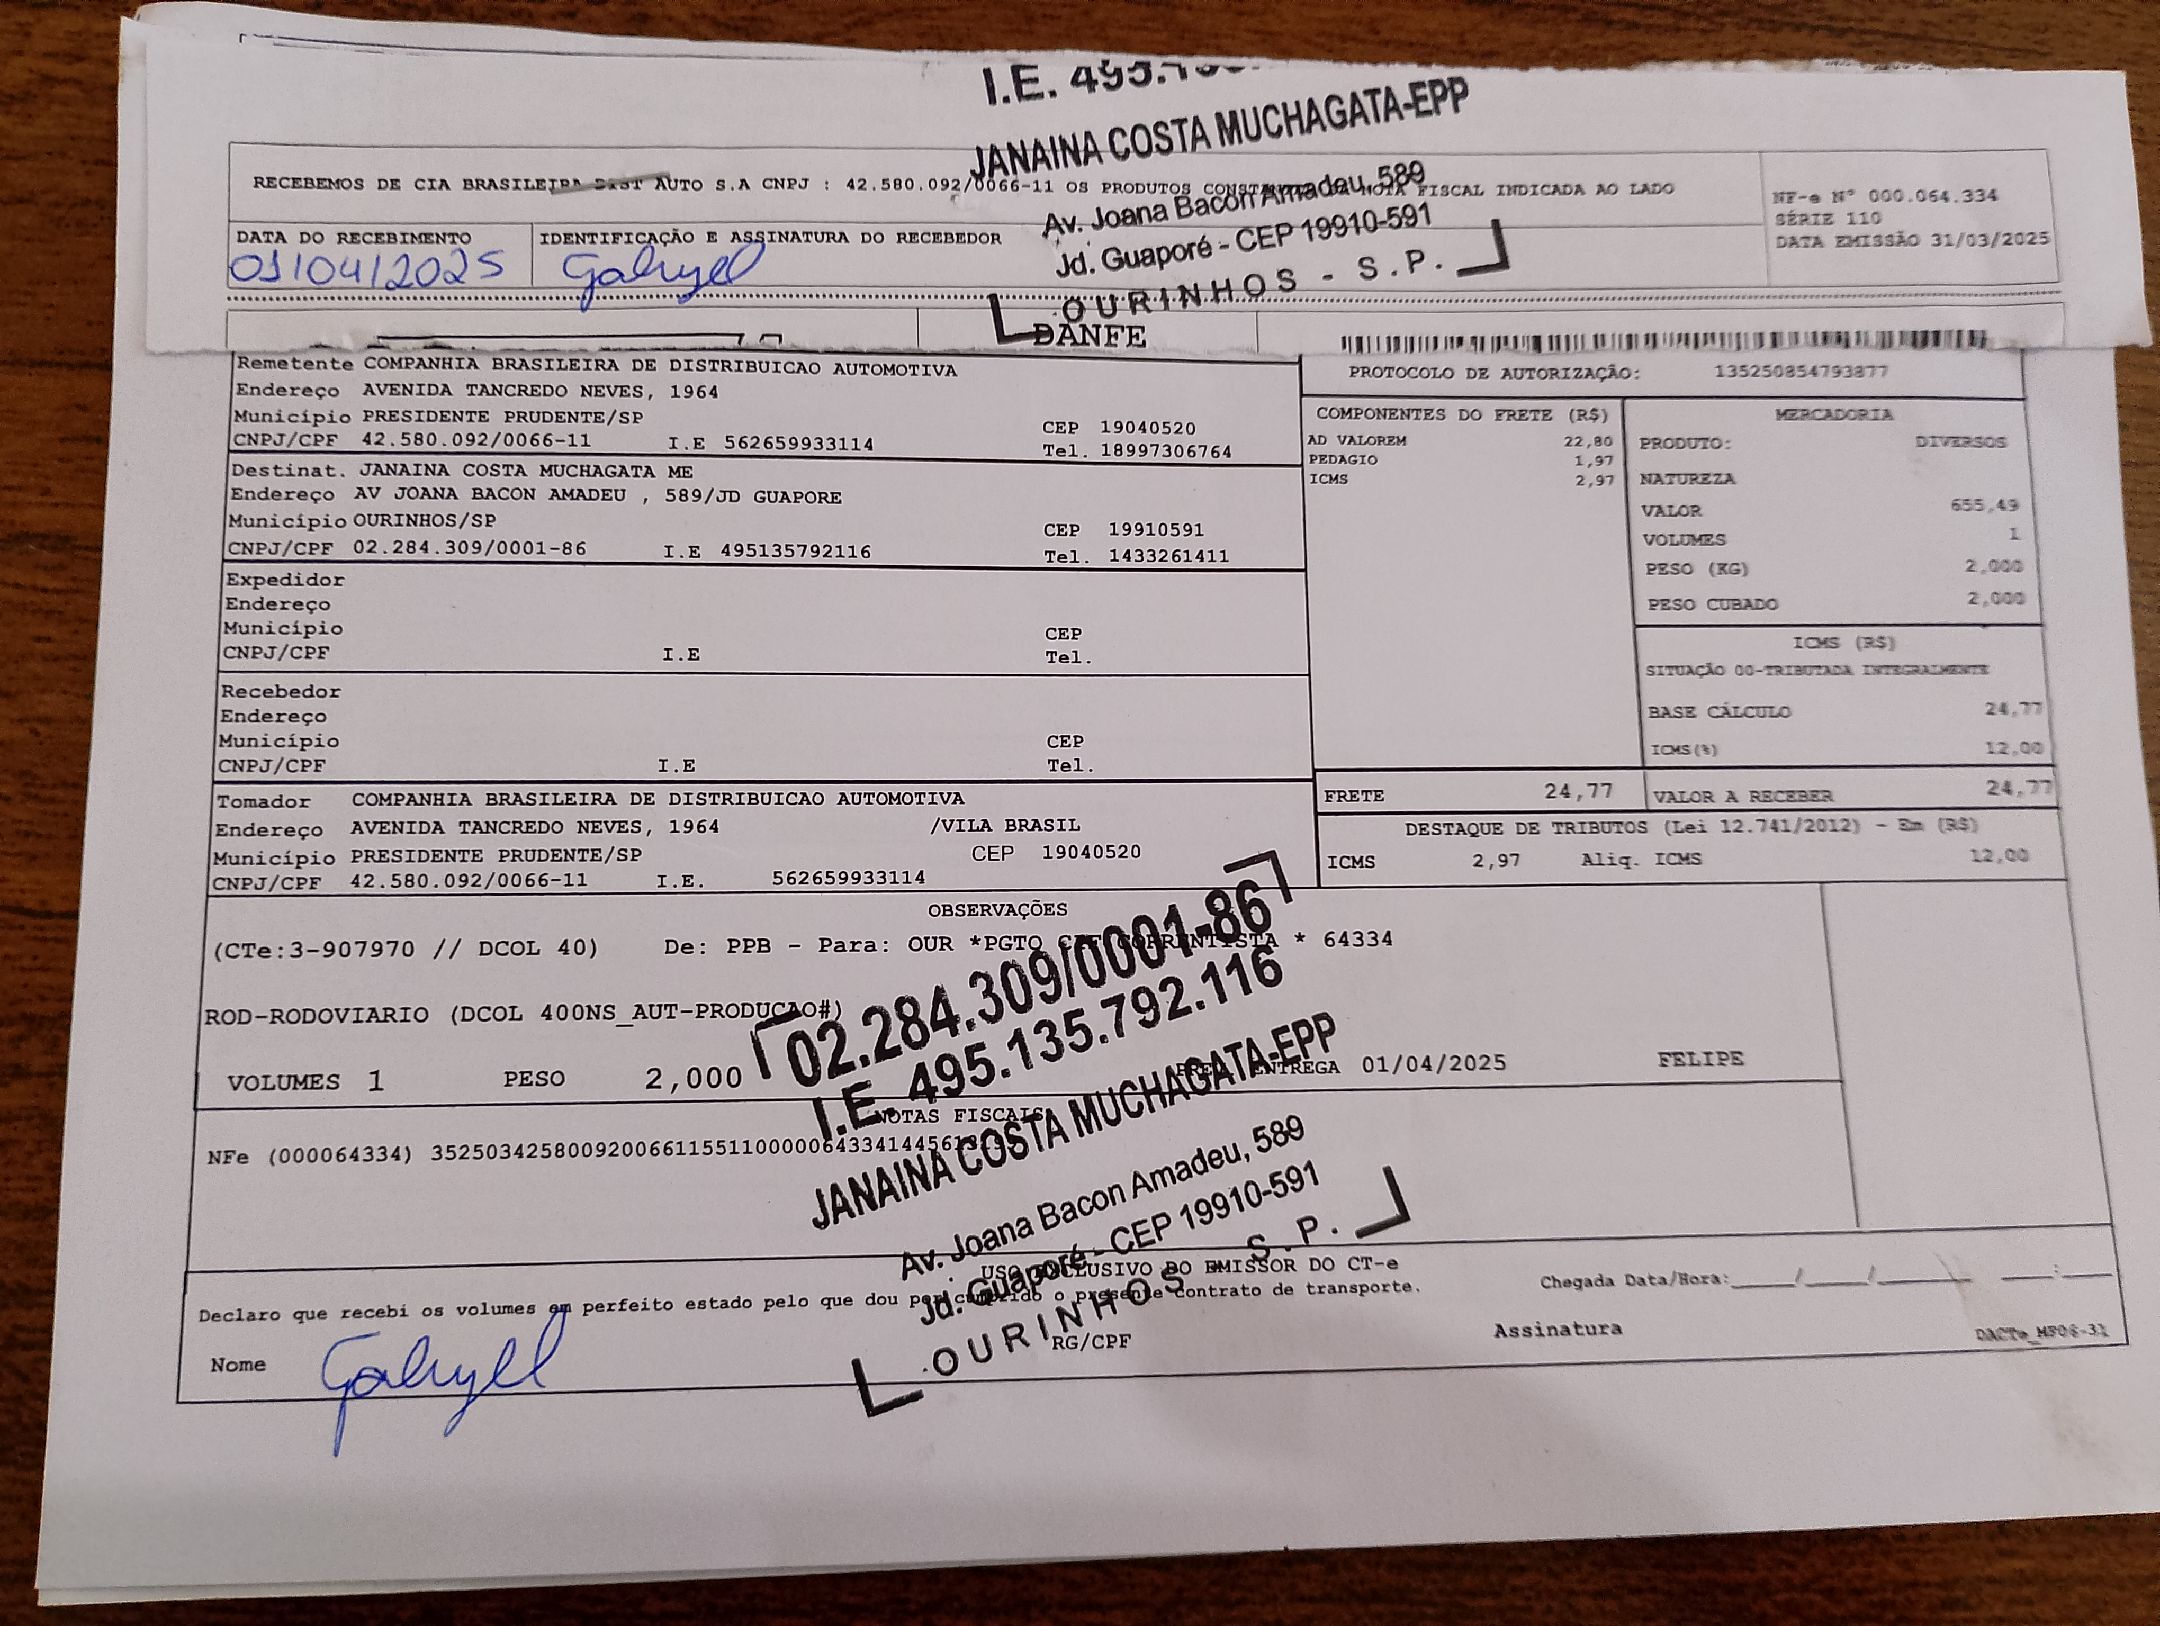 I.E. 495.
JANAINA COSTA MUCHAGATA-EPP
Av. Joana Bacon Amadeu, 589
Jd. Guaporé - CEP 19910-591
OURINHOS - S.P.
RECEBEMOS DE CIA BRASILEIRA DIST AUTO S.A CNPJ : 42.580.092/0066-11 OS PRODUTOS CONSTANTES DA NOTA FISCAL INDICADA AO LADO
NF-e Nº 000.064.334
SÉRIE 110
DATA EMISSÃO 31/03/2025
DATA DO RECEBIMENTO
01/04/2025
IDENTIFICAÇÃO E ASSINATURA DO RECEBEDOR
Gabryel
DANFE
Remetente COMPANHIA BRASILEIRA DE DISTRIBUICAO AUTOMOTIVA
Endereço AVENIDA TANCREDO NEVES, 1964
Município PRESIDENTE PRUDENTE/SP CEP 19040520
CNPJ/CPF 42.580.092/0066-11 I.E 562659933114 Tel. 18997306764
Destinat. JANAINA COSTA MUCHAGATA ME
Endereço AV JOANA BACON AMADEU , 589/JD GUAPORE
Município OURINHOS/SP CEP 19910591
CNPJ/CPF 02.284.309/0001-86 I.E 495135792116 Tel. 1433261411
Expedidor
Endereço
Município CEP
CNPJ/CPF I.E Tel.
Recebedor
Endereço
Município CEP
CNPJ/CPF I.E Tel.
Tomador COMPANHIA BRASILEIRA DE DISTRIBUICAO AUTOMOTIVA
Endereço AVENIDA TANCREDO NEVES, 1964 /VILA BRASIL
Município PRESIDENTE PRUDENTE/SP CEP 19040520
CNPJ/CPF 42.580.092/0066-11 I.E. 562659933114
PROTOCOLO DE AUTORIZAÇÃO: 135250854793877
COMPONENTES DO FRETE (R$)
AD VALOREM 22,80
PEDAGIO 1,97
ICMS 2,97
MERCADORIA
PRODUTO: DIVERSOS
NATUREZA
VALOR 655,49
VOLUMES 1
PESO (KG) 2,000
PESO CUBADO 2,000
ICMS (R$)
SITUAÇÃO 00-TRIBUTADA INTEGRALMENTE
BASE CÁLCULO 24,77
ICMS(%) 12,00
FRETE 24,77 VALOR A RECEBER 24,77
DESTAQUE DE TRIBUTOS (Lei 12.741/2012) - Em (R$)
ICMS 2,97 Aliq. ICMS 12,00
OBSERVAÇÕES
(CTe:3-907970 // DCOL 40) De: PPB - Para: OUR *PGTO CORRENTISTA * 64334
ROD-RODOVIARIO (DCOL 400NS_AUT-PRODUCAO#)
VOLUMES 1 PESO 2,000 ENTREGA 01/04/2025 FELIPE
02.284.309/0001-86
I.E. 495.135.792.116
JANAINA COSTA MUCHAGATA-EPP
Av. Joana Bacon Amadeu, 589
Jd. Guaporé - CEP 19910-591
OURINHOS - S.P.
NOTAS FISCAIS
NFe (000064334)
USO EXCLUSIVO DO EMISSOR DO CT-e
Declaro que recebi os volumes em perfeito estado pelo que dou por cumprido o presente contrato de transporte.
Chegada Data/Hora:____/____/____ ___:___
Nome Gabryel
RG/CPF
Assinatura
DACTe_MF06-31